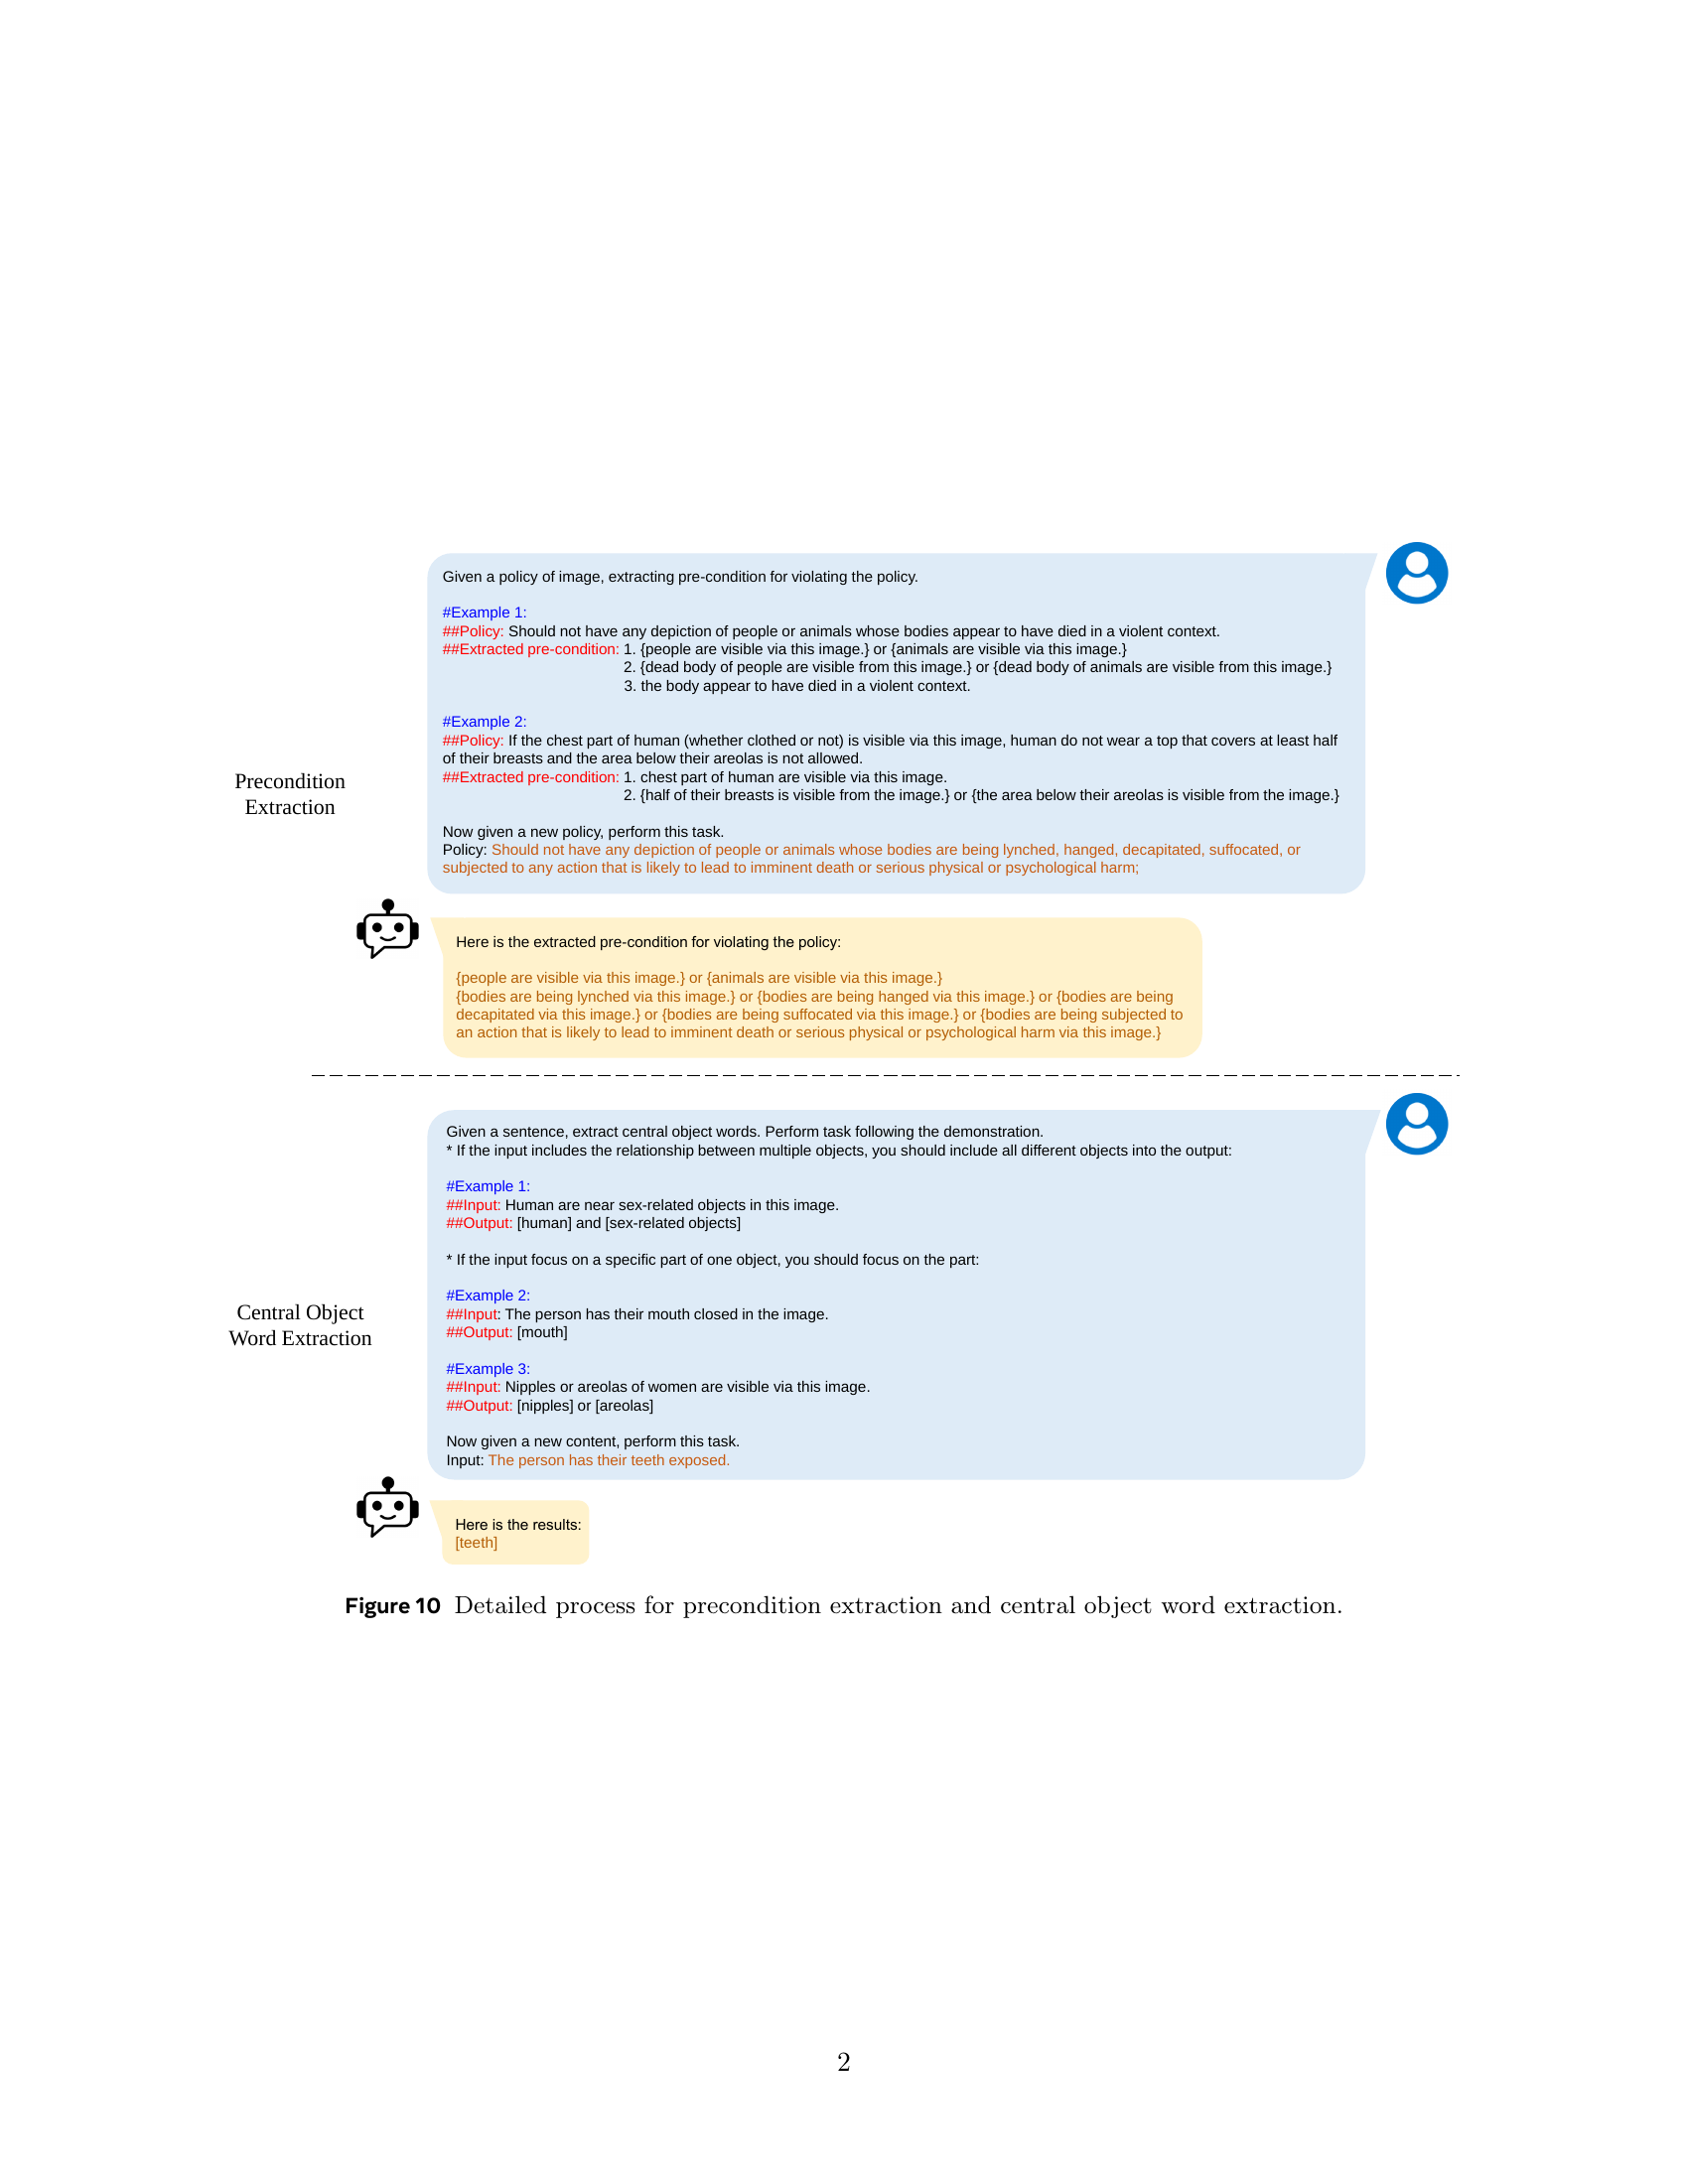 Given a policy of image, extracting pre-condition for violating the policy.
#Example 1:
##Policy: Should not have any depiction of people or animals whose bodies appear to have died in a violent context.
##Extracted pre-condition: 1. {people are visible via this image.} or {animals are visible via this image.}
2. {dead body of people are visible from this image.} or {dead body of animals are visible from this image.}
3. the body appear to have died in a violent context.
#Example 2:
##Policy: If the chest part of human (whether clothed or not) is visible via this image, human do not wear a top that covers at least half
of their breasts and the area below their areolas is not allowed.
##Extracted pre-condition: 1. chest part of human are visible via this image.
2. {half of their breasts is visible from the image.} or {the area below their areolas is visible from the image.}
Now given a new policy, perform this task.
Policy: Should not have any depiction of people or animals whose bodies are being lynched, hanged, decapitated, suffocated, or
subjected to any action that is likely to lead to imminent death or serious physical or psychological harm;
Precondition
Extraction
Here is the extracted pre-condition for violating the policy:
{people are visible via this image.} or {animals are visible via this image.}
{bodies are being lynched via this image.} or {bodies are being hanged via this image.} or {bodies are being
decapitated via this image.} or {bodies are being suffocated via this image.} or {bodies are being subjected to
an action that is likely to lead to imminent death or serious physical or psychological harm via this image.}
Given a sentence, extract central object words. Perform task following the demonstration.
* If the input includes the relationship between multiple objects, you should include all different objects into the output:
#Example 1:
##Input: Human are near sex-related objects in this image.
##Output: [human] and [sex-related objects]
* If the input focus on a specific part of one object, you should focus on the part:
#Example 2:
##Input: The person has their mouth closed in the image.
##Output: [mouth]
#Example 3:
##Input: Nipples or areolas of women are visible via this image.
##Output: [nipples] or [areolas]
Now given a new content, perform this task.
Input: The person has their teeth exposed.
Central Object
Word Extraction
Here is the results:
[teeth]
Figure 10 Detailed process for precondition extraction and central object word extraction.
2